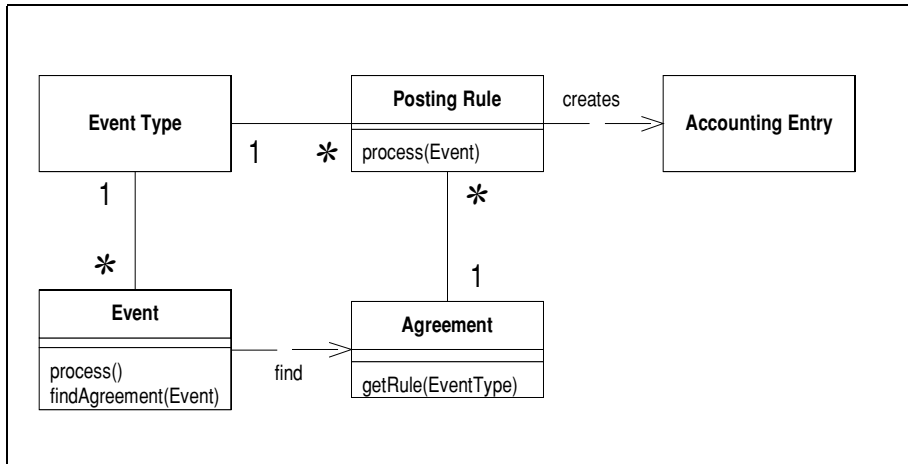 Event Type
Posting Rule
process(Event)
creates
Accounting Entry
1
*
1
*
*
1
Event
process()
findAgreement(Event)
find
Agreement
getRule(EventType)